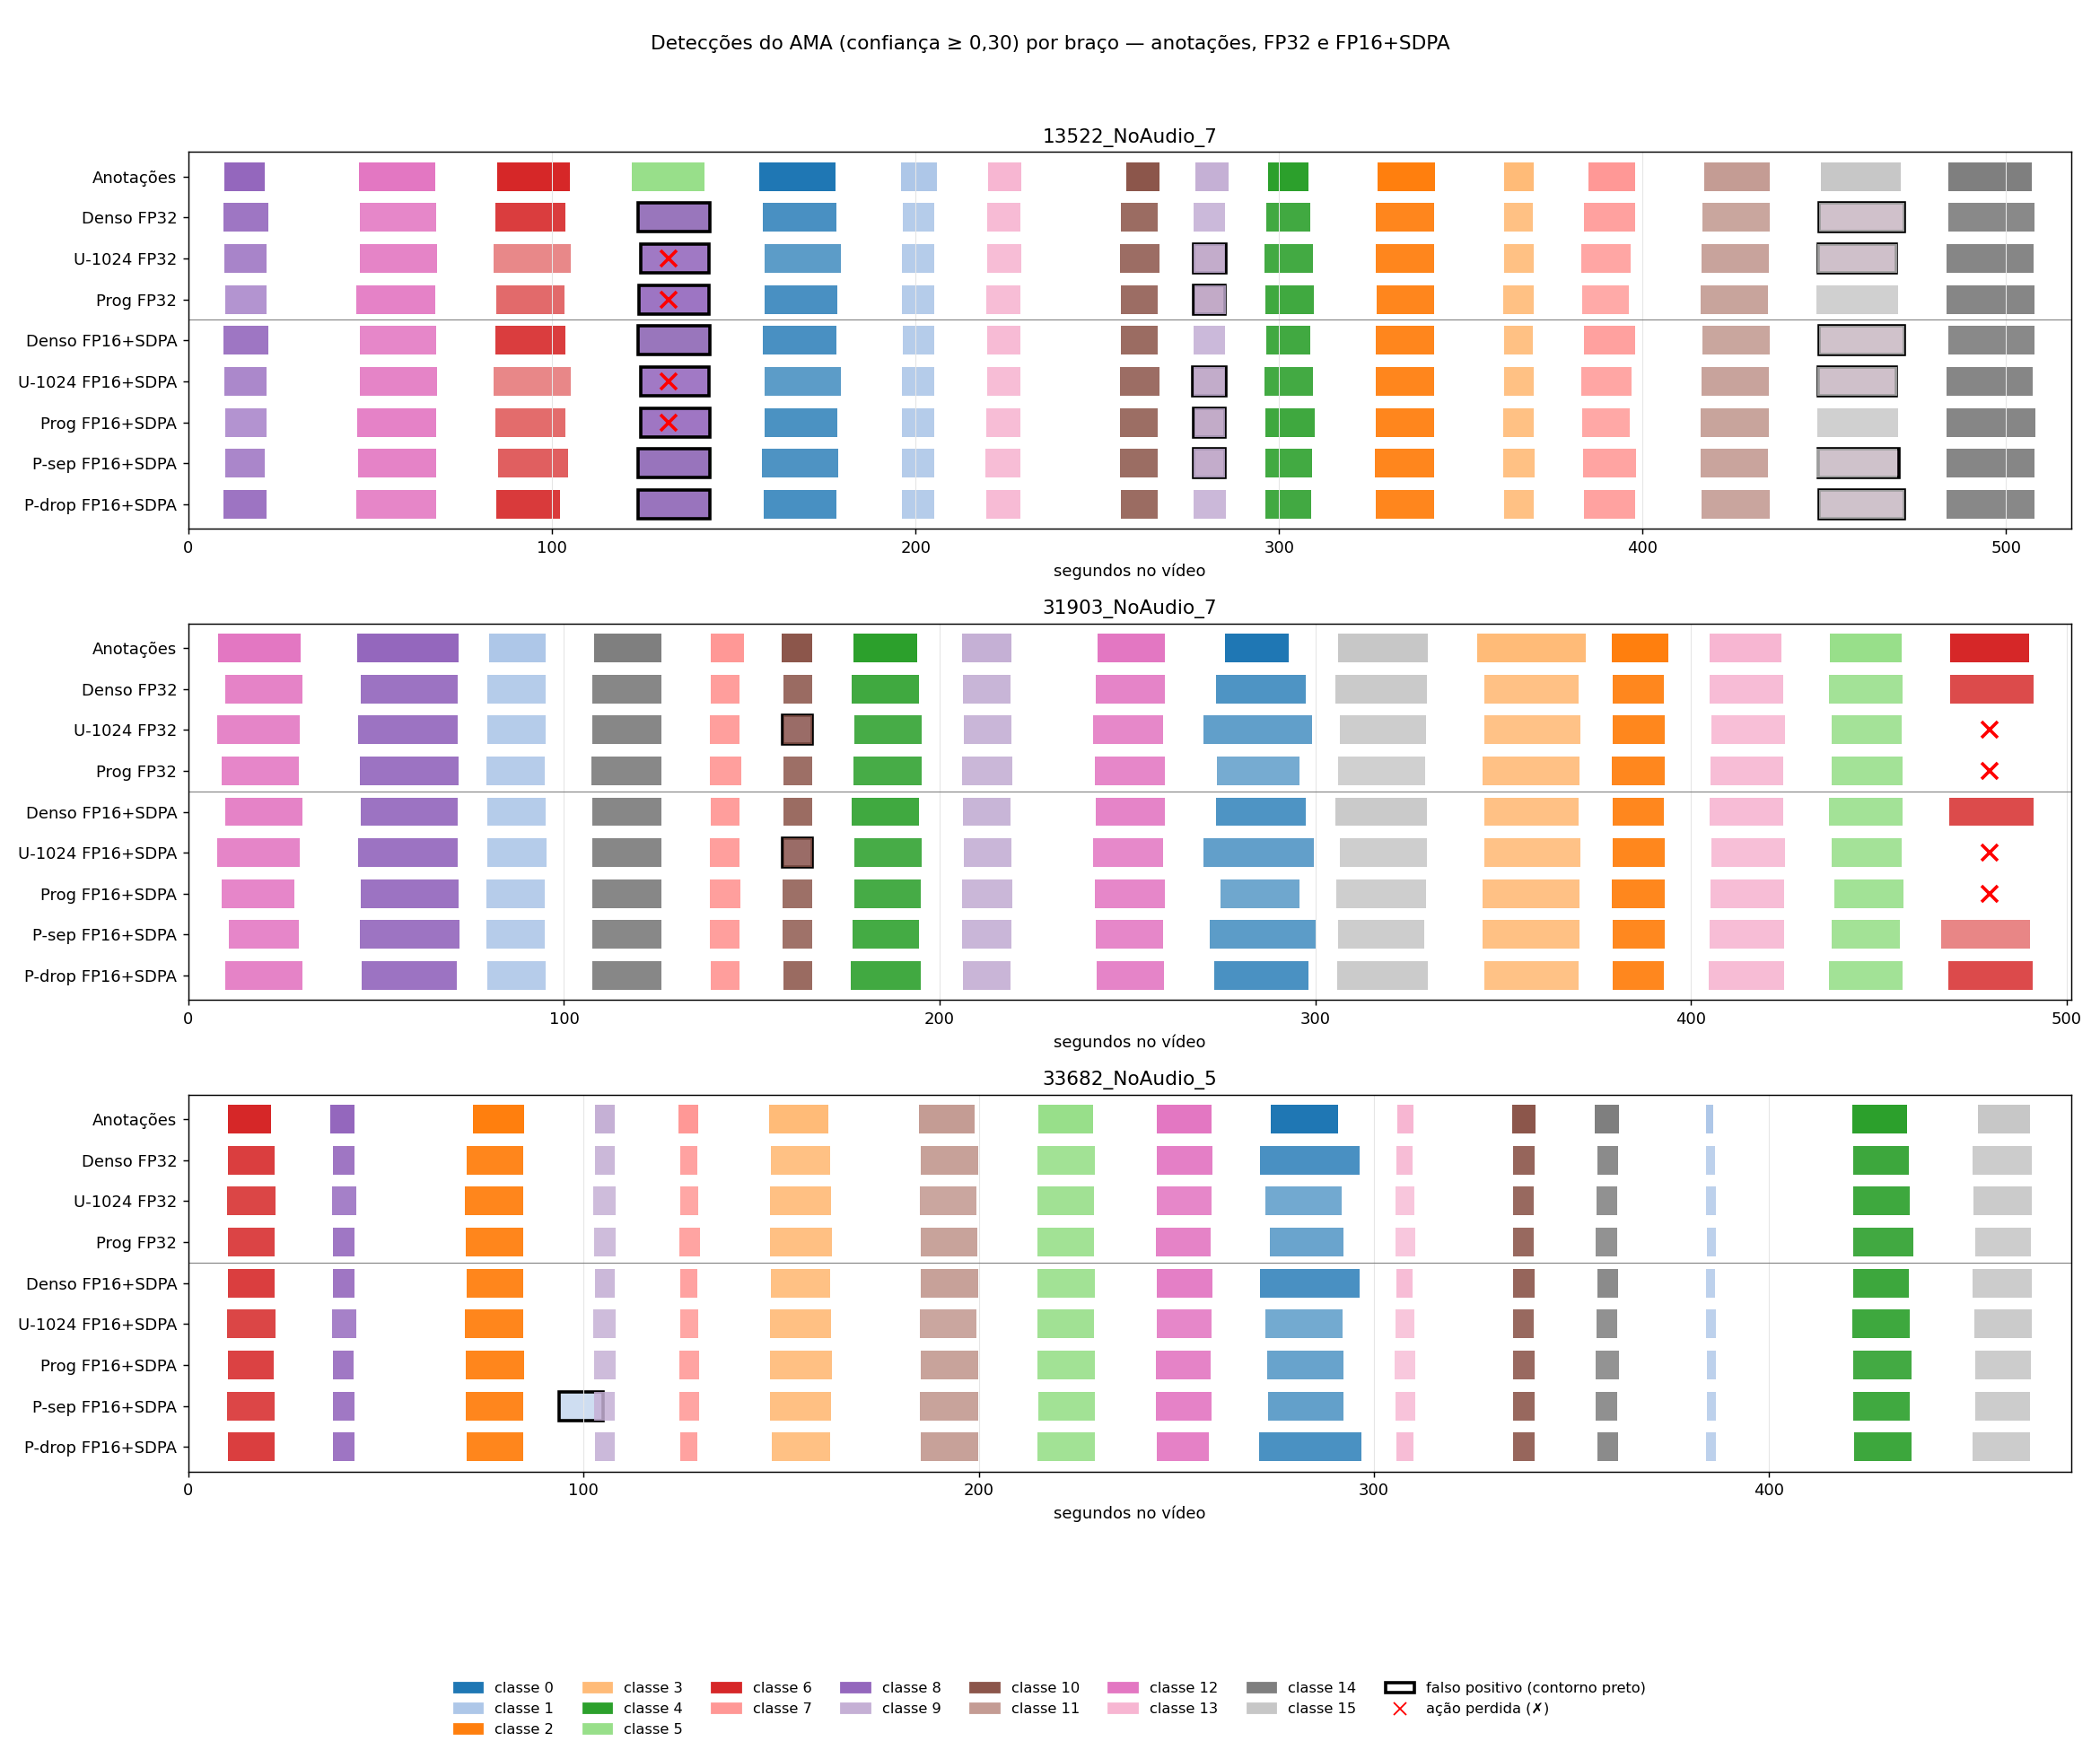 Detecções do AMA (confiança ≥ 0,30) por braço — anotações, FP32 e FP16+SDPA
13522_NoAudio_7
Anotações
Denso FP32
U-1024 FP32
Prog FP32
Denso FP16+SDPA
U-1024 FP16+SDPA
Prog FP16+SDPA
P-sep FP16+SDPA
P-drop FP16+SDPA
0 100 200 300 400 500
segundos no vídeo
31903_NoAudio_7
Anotações
Denso FP32
U-1024 FP32
Prog FP32
Denso FP16+SDPA
U-1024 FP16+SDPA
Prog FP16+SDPA
P-sep FP16+SDPA
P-drop FP16+SDPA
0 100 200 300 400 500
segundos no vídeo
33682_NoAudio_5
Anotações
Denso FP32
U-1024 FP32
Prog FP32
Denso FP16+SDPA
U-1024 FP16+SDPA
Prog FP16+SDPA
P-sep FP16+SDPA
P-drop FP16+SDPA
0 100 200 300 400
segundos no vídeo
classe 0 classe 3 classe 6 classe 8 classe 10 classe 12 classe 14 falso positivo (contorno preto)
classe 1 classe 4 classe 7 classe 9 classe 11 classe 13 classe 15 ação perdida (✗)
classe 2 classe 5